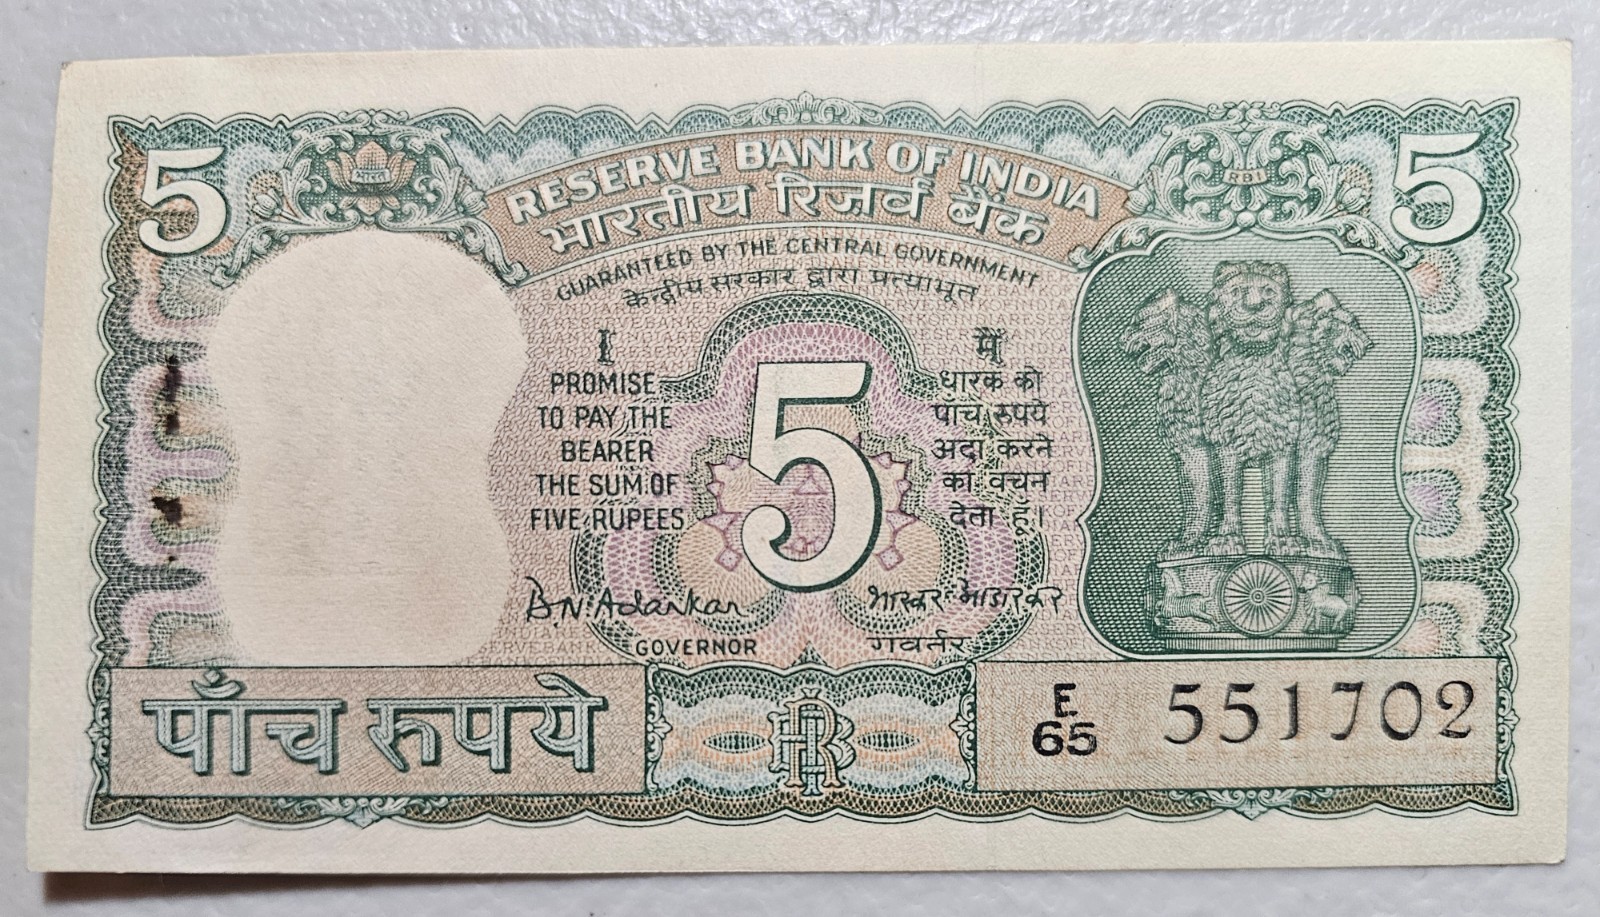 5
भारत
RESERVE BANK OF INDIA
RBI
5
भारतीय रिज़र्व बैंक
GUARANTEED BY THE CENTRAL GOVERNMENT
केन्द्रीय सरकार द्वारा प्रत्याभूत
I
PROMISE
TO PAY THE
BEARER
THE SUM OF
FIVE RUPEES
5
मैं
धारक को
पाँच रुपये
अदा करने
का वचन
देता हूँ।
B.N. Adarkar
GOVERNOR
भास्कर आडारकर
गवर्नर
पाँच रुपये
RBI
E
65 551702